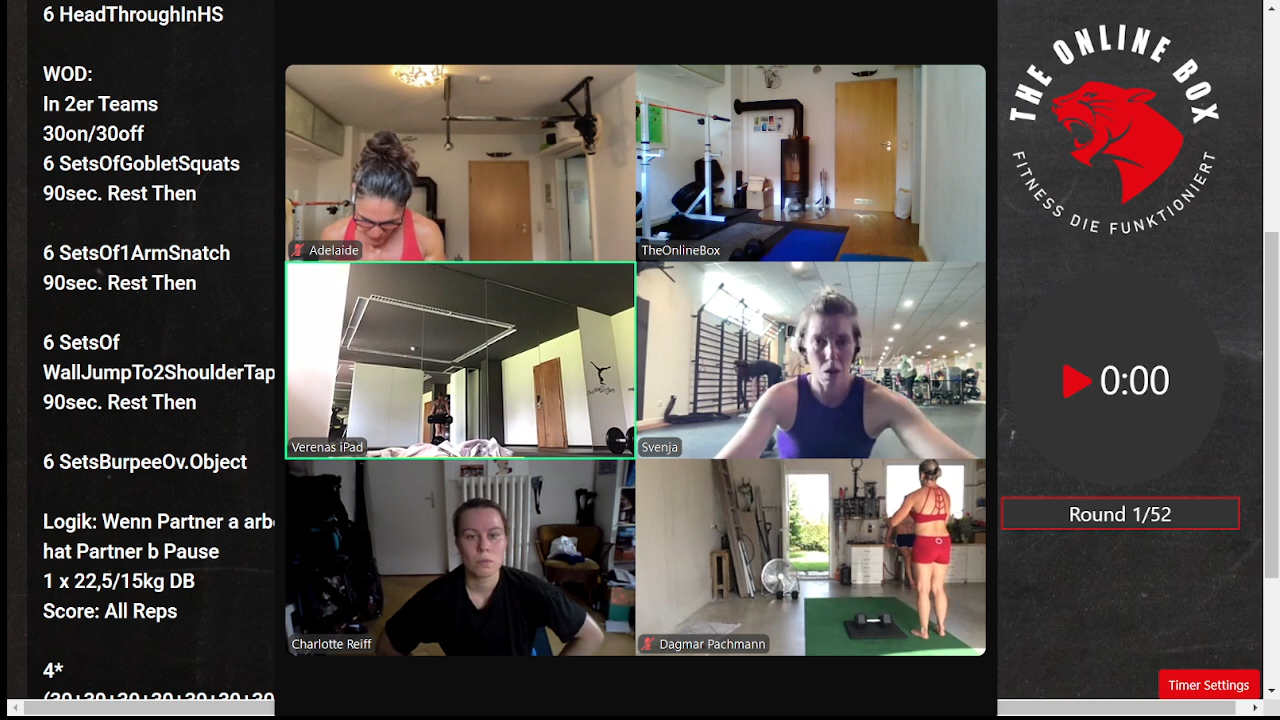 6 HeadThroughInHS
WOD:
In 2er Teams
30on/30off
6 SetsOfGobletSquats
90sec. Rest Then
6 SetsOf1ArmSnatch
90sec. Rest Then
6 SetsOf
WallJumpTo2ShoulderTap
90sec. Rest Then
6 SetsBurpeeOv.Object
Logik: Wenn Partner a arbe
hat Partner b Pause
1 x 22,5/15kg DB
Score: All Reps
4*
Adelaide
TheOnlineBox
Verenas iPad
Svenja
Charlotte Reiff
Dagmar Pachmann
THE ONLINE BOX
FITNESS DIE FUNKTIONIERT
0:00
Round 1/52
Timer Settings